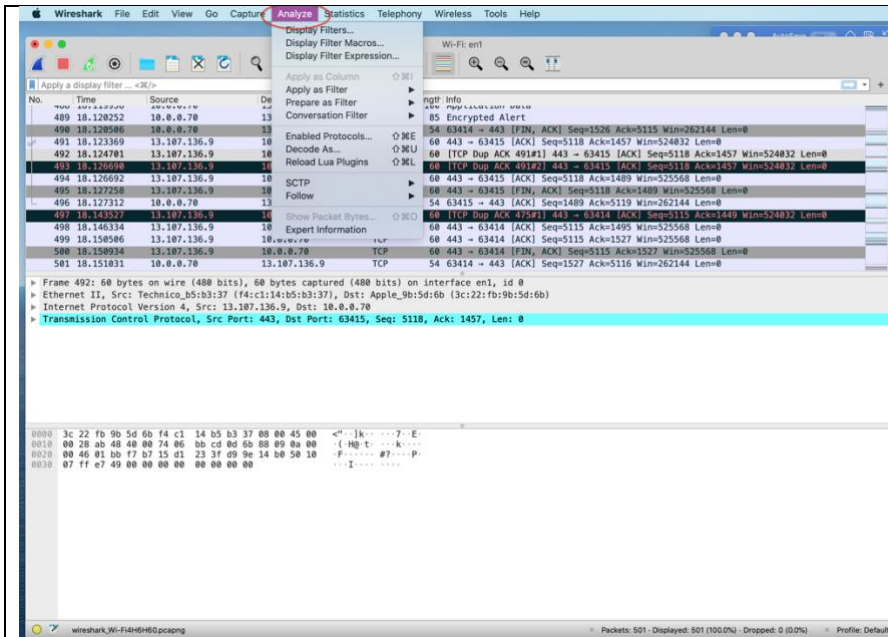 Wireshark File Edit View Go Capture Analyze Statistics Telephony Wireless Tools Help
Wi-Fi: en1
Display Filters...
Display Filter Macros...
Display Filter Expression...
Apply as Column ⇧⌘I
Apply as Filter
Prepare as Filter
Conversation Filter
Enabled Protocols... ⇧⌘E
Decode As... ⇧⌘U
Reload Lua Plugins ⇧⌘L
SCTP
Follow
Show Packet Bytes... ⇧⌘O
Expert Information
Apply a display filter ... <⌘/>
No. Time Source De ngth Info
489 18.120252 10.0.0.70 13 85 Encrypted Alert
490 18.120506 10.0.0.70 13 54 63414 → 443 [FIN, ACK] Seq=1526 Ack=5115 Win=262144 Len=0
491 18.123369 13.107.136.9 10 60 443 → 63415 [ACK] Seq=5118 Ack=1457 Win=524032 Len=0
492 18.124701 13.107.136.9 10 60 [TCP Dup ACK 491#1] 443 → 63415 [ACK] Seq=5118 Ack=1457 Win=524032 Len=0
493 18.126690 13.107.136.9 10 60 [TCP Dup ACK 491#2] 443 → 63415 [ACK] Seq=5118 Ack=1457 Win=524032 Len=0
494 18.126692 13.107.136.9 10 60 443 → 63415 [ACK] Seq=5118 Ack=1489 Win=525568 Len=0
495 18.127258 13.107.136.9 10 60 443 → 63415 [FIN, ACK] Seq=5118 Ack=1489 Win=525568 Len=0
496 18.127312 10.0.0.70 13 54 63415 → 443 [ACK] Seq=1489 Ack=5119 Win=262144 Len=0
497 18.143527 13.107.136.9 10 60 [TCP Dup ACK 475#1] 443 → 63414 [ACK] Seq=5115 Ack=1449 Win=524032 Len=0
498 18.146334 13.107.136.9 10 60 443 → 63414 [ACK] Seq=5115 Ack=1495 Win=525568 Len=0
499 18.150506 13.107.136.9 10.0.0.70 TCP 60 443 → 63414 [ACK] Seq=5115 Ack=1527 Win=525568 Len=0
500 18.150934 13.107.136.9 10.0.0.70 TCP 60 443 → 63414 [FIN, ACK] Seq=5115 Ack=1527 Win=525568 Len=0
501 18.151031 10.0.0.70 13.107.136.9 TCP 54 63414 → 443 [ACK] Seq=1527 Ack=5116 Win=262144 Len=0
Frame 492: 60 bytes on wire (480 bits), 60 bytes captured (480 bits) on interface en1, id 0
Ethernet II, Src: Technico_b5:b3:37 (f4:c1:14:b5:b3:37), Dst: Apple_9b:5d:6b (3c:22:fb:9b:5d:6b)
Internet Protocol Version 4, Src: 13.107.136.9, Dst: 10.0.0.70
Transmission Control Protocol, Src Port: 443, Dst Port: 63415, Seq: 5118, Ack: 1457, Len: 0
0000 3c 22 fb 9b 5d 6b f4 c1 14 b5 b3 37 08 00 45 00 <"··]k·· ···7··E·
0010 00 28 ab 48 40 00 74 06 bb cd 0d 6b 88 09 0a 00 ·(·H@·t· ···k····
0020 00 46 01 bb f7 b7 15 d1 23 3f d9 9e 14 b0 50 10 ·F······ #?····P·
0030 07 ff e7 49 00 00 00 00 00 00 00 00 ···I···· ····
wireshark_Wi-Fi4H6H60.pcapng Packets: 501 · Displayed: 501 (100.0%) · Dropped: 0 (0.0%) Profile: Default